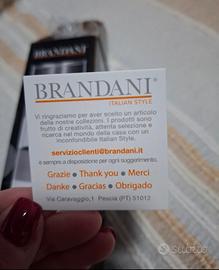 BRANDANI®
ITALIAN STYLE
Vi ringraziamo per aver scelto un articolo
delle nostre collezioni. I prodotti sono
frutto di creatività, attenta selezione e
ricerca nel mondo della casa con un
inconfondibile Italian Style.
servizioclienti@brandani.it
è sempre a disposizione per ogni suggerimento.
Grazie • Thank you • Merci
Danke • Gracias • Obrigado
Via Caravaggio,1 Pescia (PT) 51012
subito